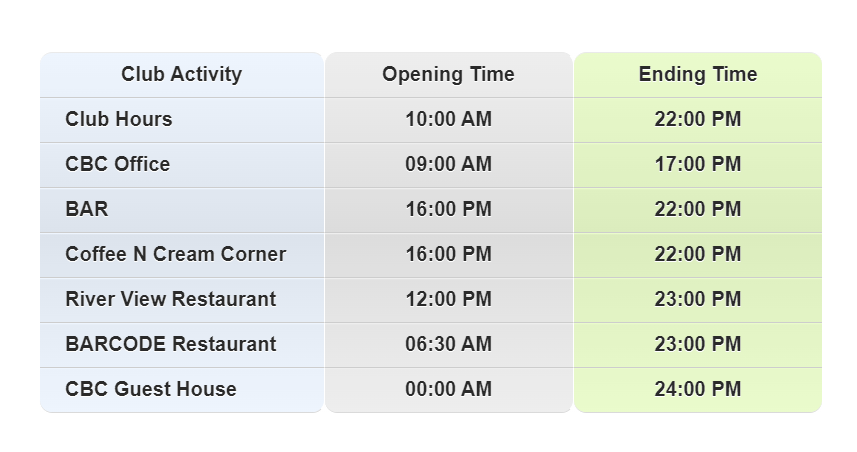 Club Activity Opening Time Ending Time
Club Hours 10:00 AM 22:00 PM
CBC Office 09:00 AM 17:00 PM
BAR 16:00 PM 22:00 PM
Coffee N Cream Corner 16:00 PM 22:00 PM
River View Restaurant 12:00 PM 23:00 PM
BARCODE Restaurant 06:30 AM 23:00 PM
CBC Guest House 00:00 AM 24:00 PM